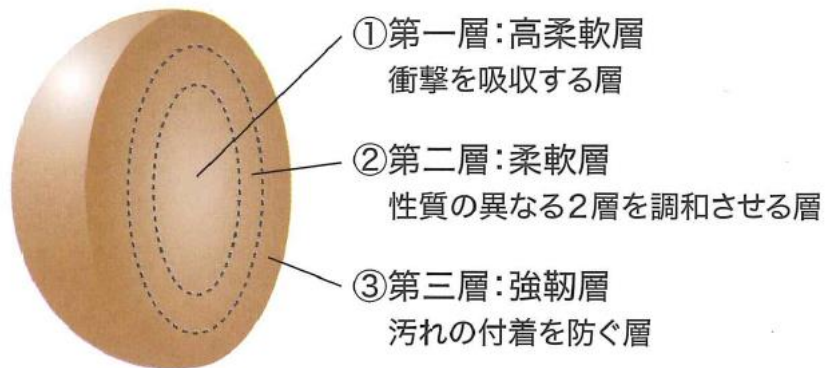 ①第一層:高柔軟層
衝撃を吸収する層
②第二層:柔軟層
性質の異なる2層を調和させる層
③第三層:強靭層
汚れの付着を防ぐ層